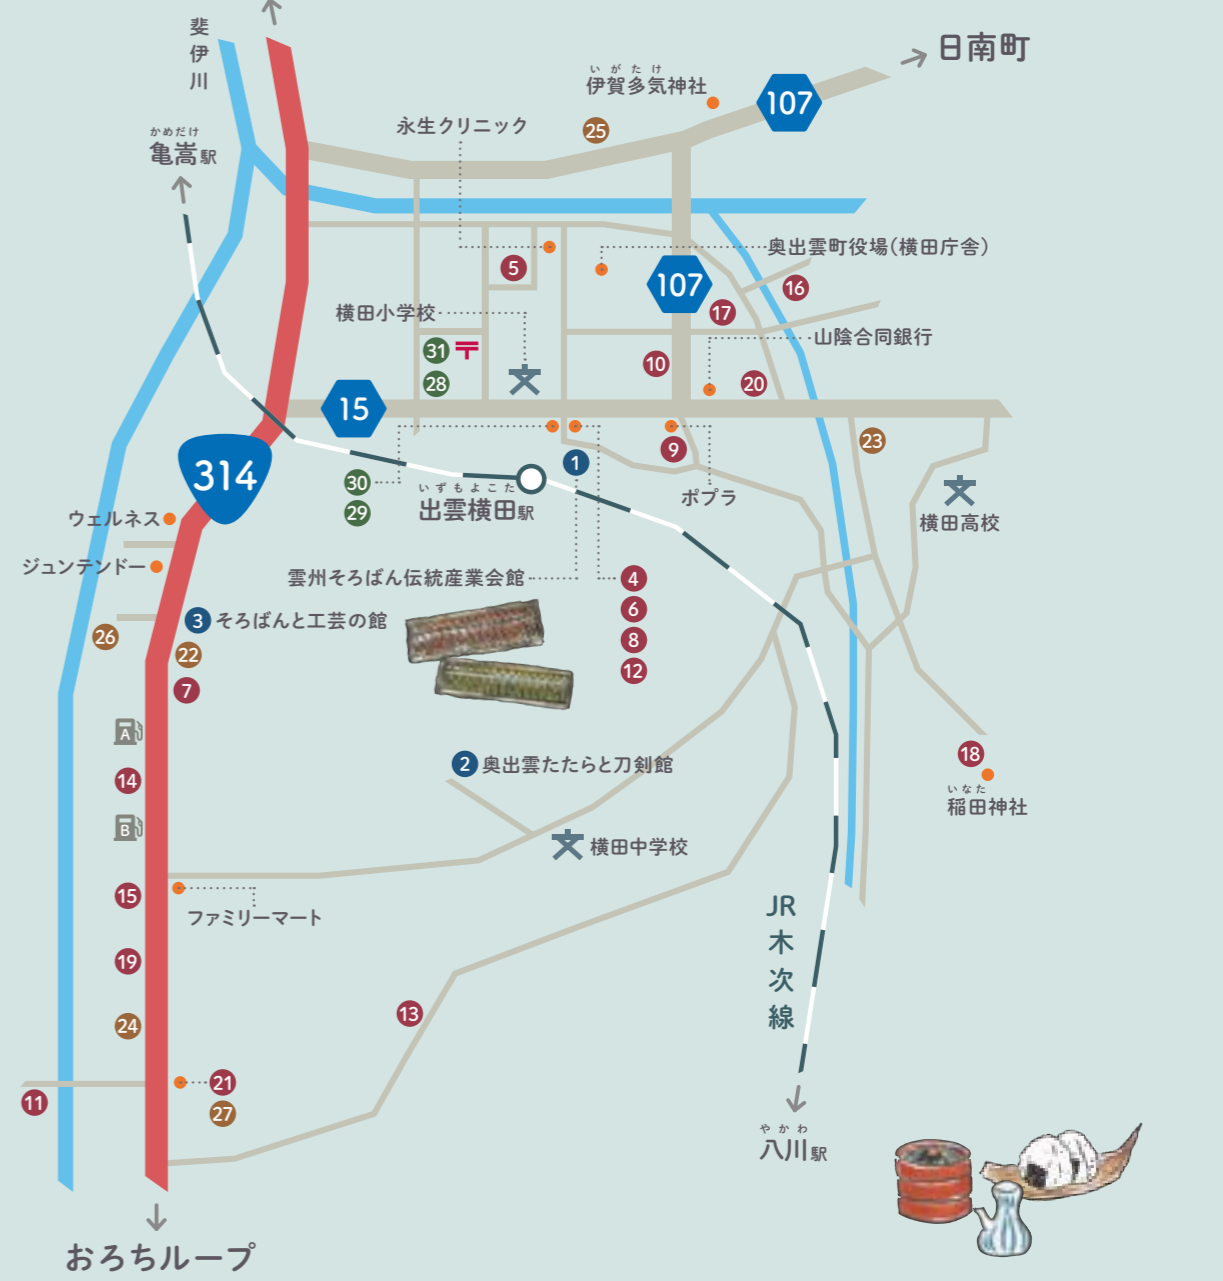 斐伊川
日南町
いがたけ
伊賀多気神社
107
永生クリニック
25
かめだけ
亀嵩駅
奥出雲町役場(横田庁舎)
5
107
16
17
横田小学校
山陰合同銀行
31
〒
10
28
20
15
23
9
1
314
30
いずもよこた
出雲横田駅
29
ポプラ
文
横田高校
ウェルネス
ジュンテンドー
雲州そろばん伝統産業会館
4
6
8
12
3 そろばんと工芸の館
26
22
7
A
14
B
2 奥出雲たたらと刀剣館
18
いなた
稲田神社
文
横田中学校
15
ファミリーマート
JR木次線
19
13
24
21
27
11
やかわ
八川駅
おろちループ
文